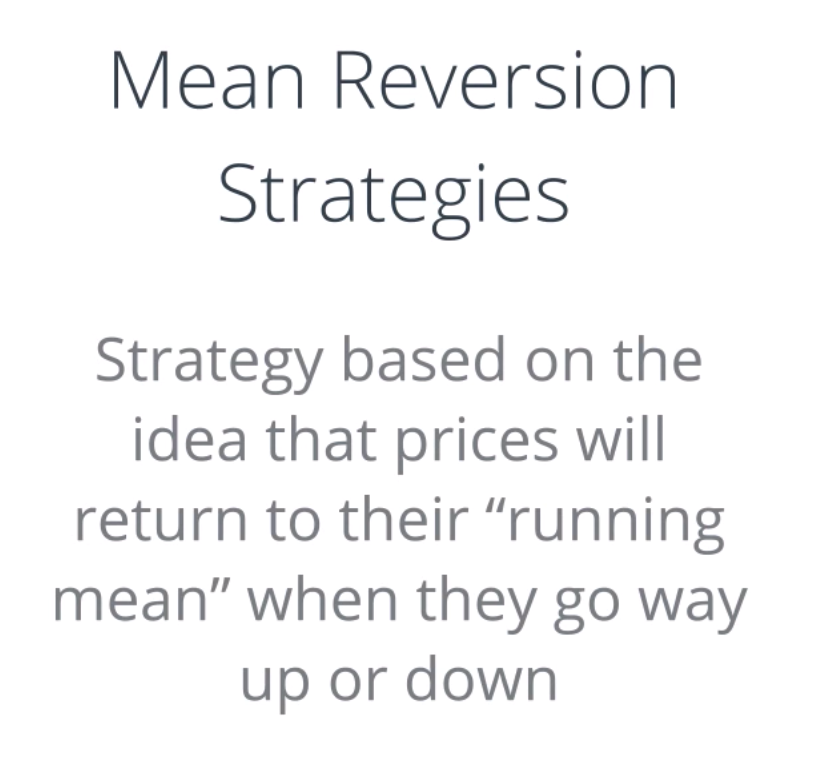 Mean Reversion
Strategies
Strategy based on the
idea that prices will
return to their “running
mean” when they go way
up or down